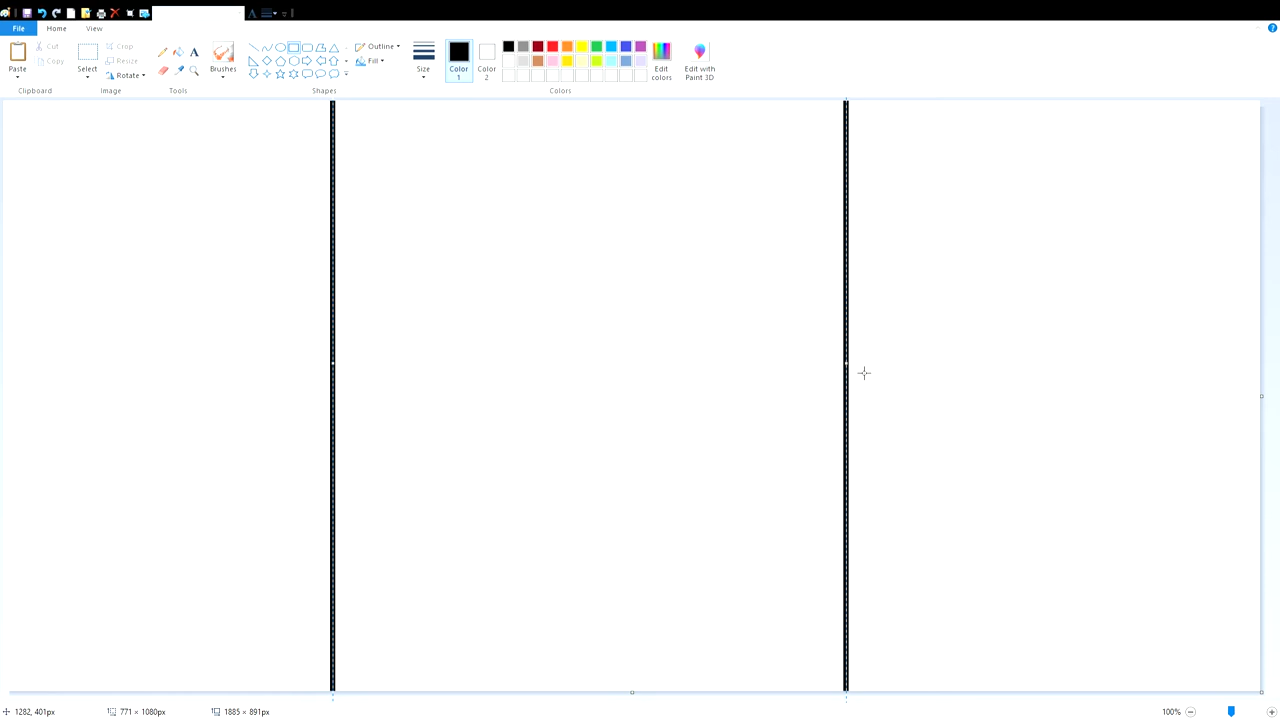 File Home View
Cut Crop Outline
Copy Resize Fill
Paste Select Rotate Brushes Size Color 1 Color 2 Edit colors Edit with Paint 3D
Clipboard Image Tools Shapes Colors
1282, 401px 771 × 1080px 1885 × 891px 100%